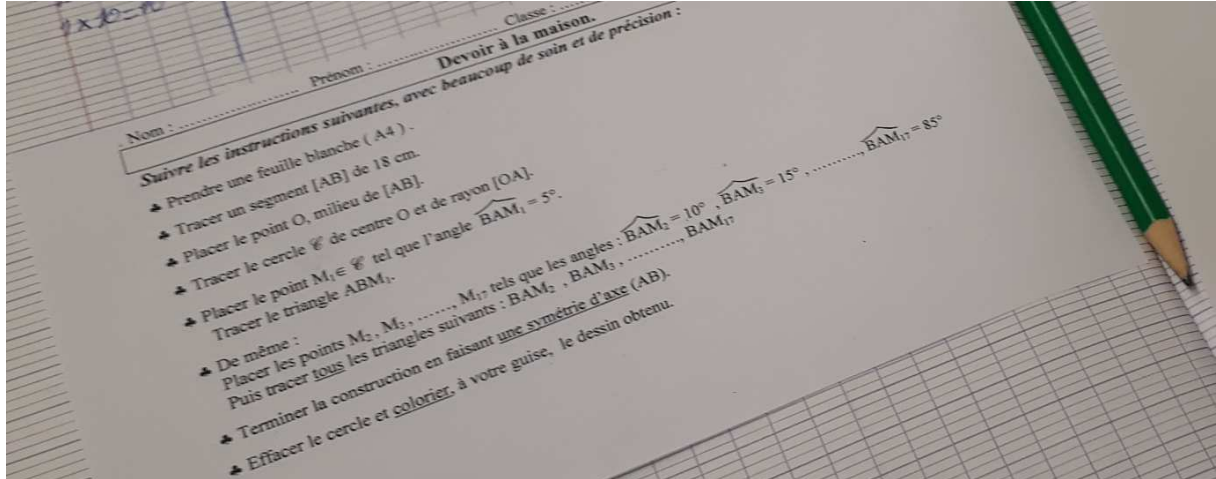 Nom : ........................ Prénom : ........................ Classe : ..........
Devoir à la maison.
Suivre les instructions suivantes, avec beaucoup de soin et de précision :
♣ Prendre une feuille blanche ( A4 ) .
♣ Tracer un segment [AB] de 18 cm.
♣ Placer le point O, milieu de [AB].
♣ Tracer le cercle 𝒞 de centre O et de rayon [OA].
♣ Placer le point M₁∈ 𝒞 tel que l'angle BAM₁ = 5°.
Tracer le triangle ABM₁.
♣ De même :
Placer les points M₂, M₃, ......, M₁₇ tels que les angles : BAM₂ = 10° , BAM₃ = 15° , .........., BAM₁₇ = 85°
Puis tracer tous les triangles suivants : BAM₂ , BAM₃ , .........., BAM₁₇
♣ Terminer la construction en faisant une symétrie d'axe (AB).
♣ Effacer le cercle et colorier, à votre guise, le dessin obtenu.